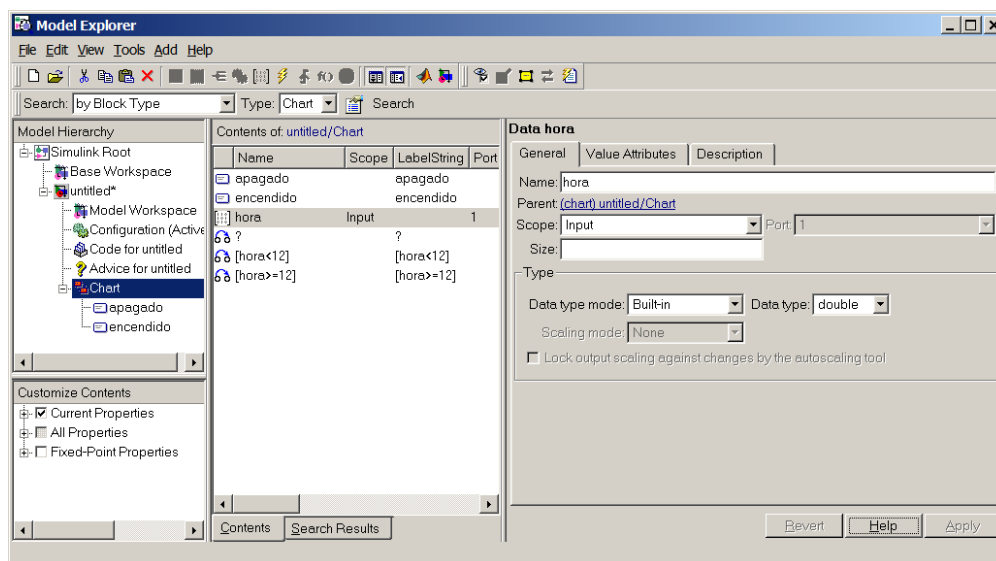 Model Explorer
File Edit View Tools Add Help
Search: by Block Type Type: Chart Search
Model Hierarchy
Simulink Root
Base Workspace
untitled*
Model Workspace
Configuration (Active
Code for untitled
Advice for untitled
Chart
apagado
encendido
Customize Contents
Current Properties
All Properties
Fixed-Point Properties
Contents of: untitled/Chart
Name Scope LabelString Port
apagado apagado
encendido encendido
hora Input 1
? ?
[hora<12] [hora<12]
[hora>=12] [hora>=12]
Contents Search Results
Data hora
General Value Attributes Description
Name: hora
Parent: (chart) untitled/Chart
Scope: Input Port: 1
Size:
Type
Data type mode: Built-in Data type: double
Scaling mode: None
Lock output scaling against changes by the autoscaling tool
Revert Help Apply